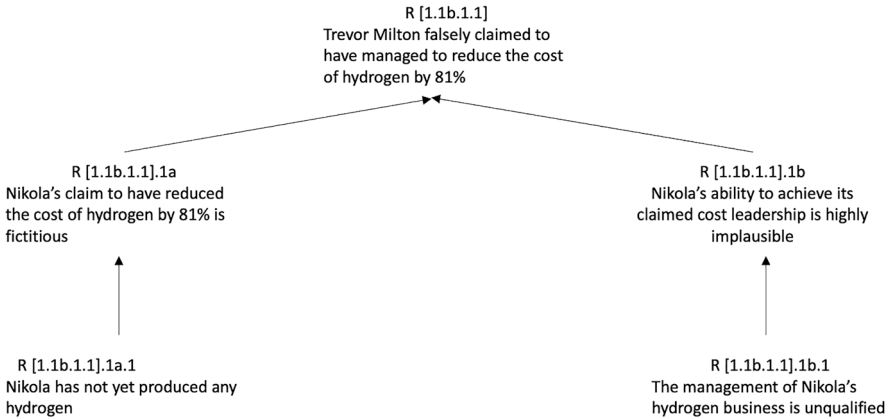 R [1.1b.1.1]
Trevor Milton falsely claimed to
have managed to reduce the cost
of hydrogen by 81%
R [1.1b.1.1].1a
Nikola’s claim to have reduced
the cost of hydrogen by 81% is
fictitious
R [1.1b.1.1].1b
Nikola’s ability to achieve its
claimed cost leadership is highly
implausible
R [1.1b.1.1].1a.1
Nikola has not yet produced any
hydrogen
R [1.1b.1.1].1b.1
The management of Nikola’s
hydrogen business is unqualified